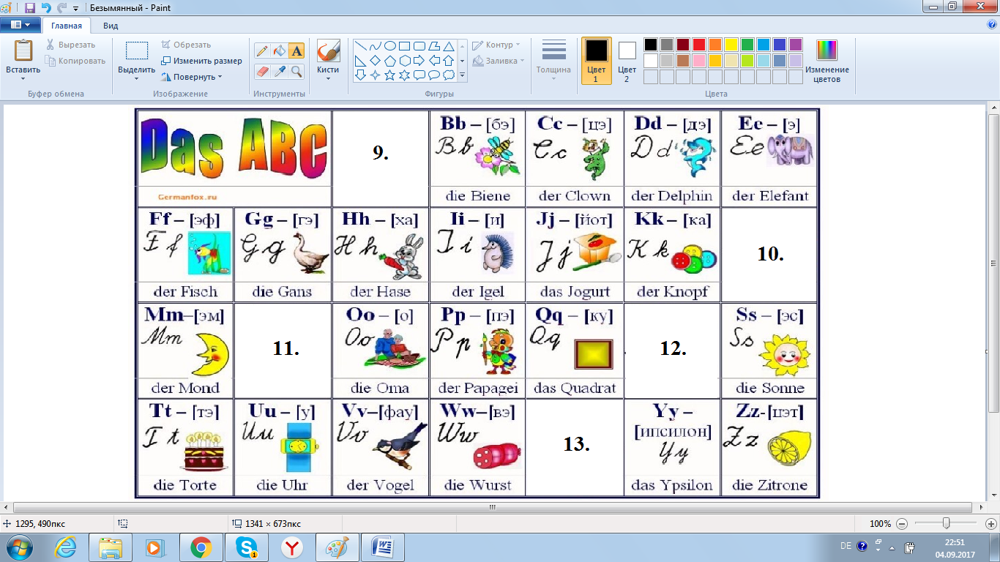 Безымянный - Paint
Главная
Вид
Вставить
Вырезать
Копировать
Буфер обмена
Выделить
Обрезать
Изменить размер
Повернуть
Изображение
A
Инструменты
Кисти
Контур
Заливка
Фигуры
Толщина
Цвет 1
Цвет 2
Изменение цветов
Цвета
Das ABC
Germanfox.ru
9.
Bb – [бэ]
Bb
die Biene
Cc – [цэ]
Cc
der Clown
Dd – [дэ]
Dd
der Delphin
Ee – [э]
Ee
der Elefant
Ff – [эф]
Ff
der Fisch
Gg – [гэ]
Gg
die Gans
Hh – [ха]
Hh
der Hase
Ii – [и]
Ii
der Igel
Jj – [йот]
Jj
das Jogurt
Kk – [ка]
Kk
der Knopf
10.
Mm–[эм]
Mm
der Mond
11.
Oo – [о]
Oo
die Oma
Pp – [пэ]
Pp
der Papagei
Qq – [ку]
Qq
das Quadrat
12.
Ss – [эс]
Ss
die Sonne
Tt – [тэ]
Tt
die Torte
Uu – [у]
Uu
die Uhr
Vv–[фау]
Vv
der Vogel
Ww–[вэ]
Ww
die Wurst
13.
Yy –
[ипсилон]
Yy
das Ypsilon
Zz-[цэт]
Zz
die Zitrone
1295, 490пкс
1341 × 673пкс
100%
DE
22:51
04.09.2017